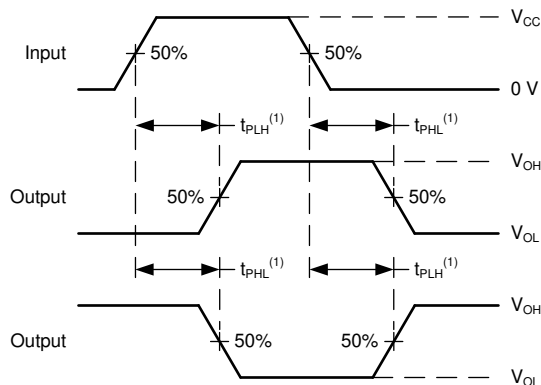 V_CC
Input
50%
50%
0 V
t_PLH^(1)
t_PHL^(1)
V_OH
Output
50%
50%
V_OL
t_PHL^(1)
t_PLH^(1)
V_OH
Output
50%
50%
V_OL